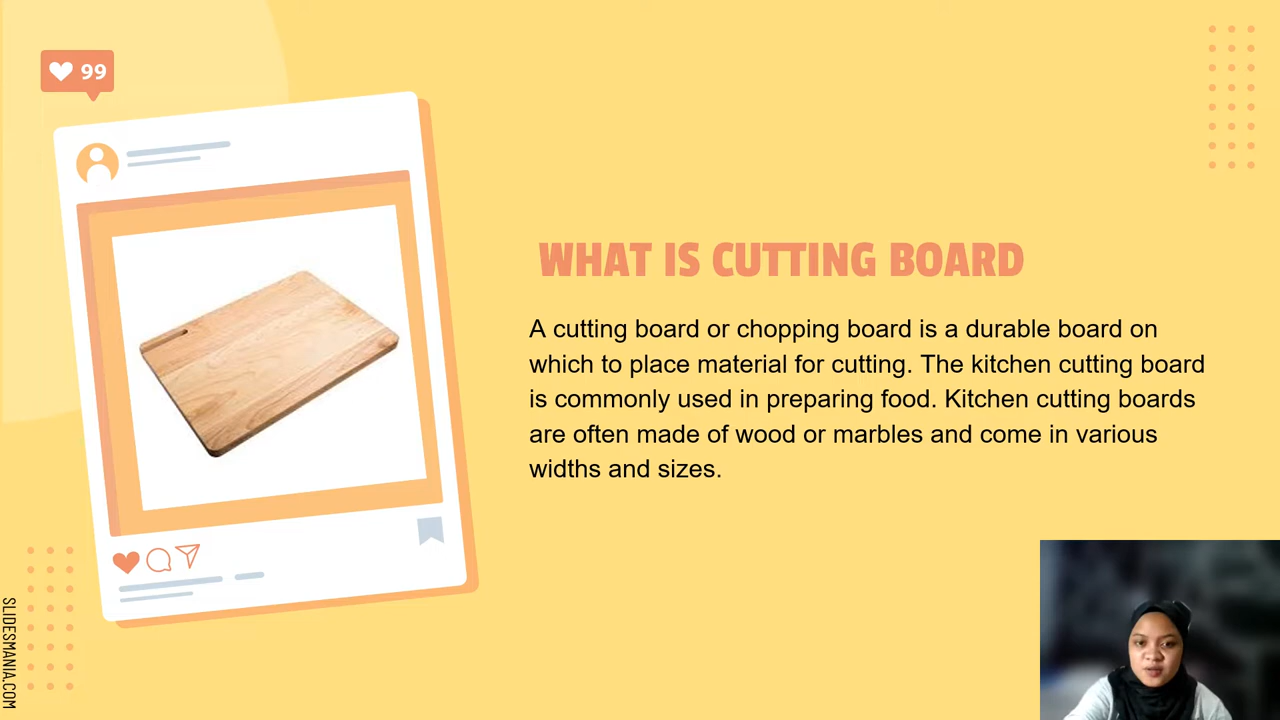 99
WHAT IS CUTTING BOARD
A cutting board or chopping board is a durable board on
which to place material for cutting. The kitchen cutting board
is commonly used in preparing food. Kitchen cutting boards
are often made of wood or marbles and come in various
widths and sizes.
SLIDESMANIA.COM